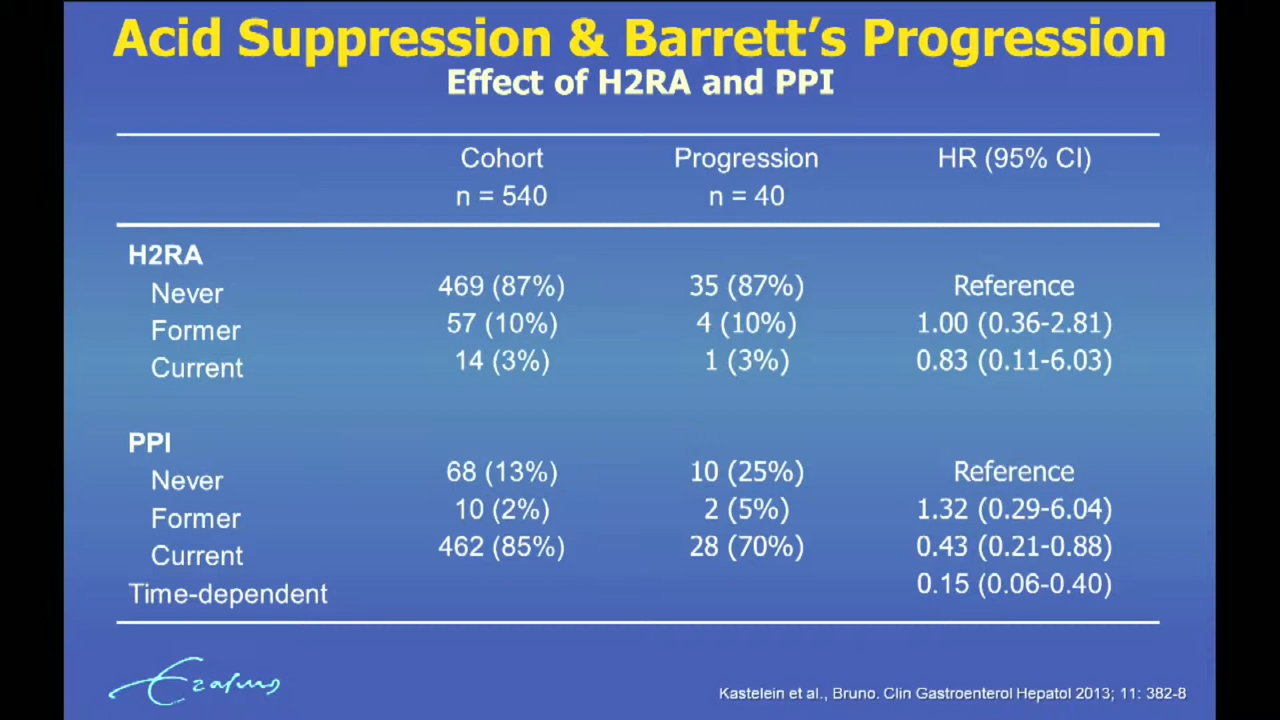 Acid Suppression & Barrett's Progression
Effect of H2RA and PPI
Cohort Progression HR (95% CI)
n = 540 n = 40
H2RA
Never 469 (87%) 35 (87%) Reference
Former 57 (10%) 4 (10%) 1.00 (0.36-2.81)
Current 14 (3%) 1 (3%) 0.83 (0.11-6.03)
PPI
Never 68 (13%) 10 (25%) Reference
Former 10 (2%) 2 (5%) 1.32 (0.29-6.04)
Current 462 (85%) 28 (70%) 0.43 (0.21-0.88)
Time-dependent 0.15 (0.06-0.40)
Erasmus
Kastelein et al., Bruno. Clin Gastroenterol Hepatol 2013; 11: 382-8